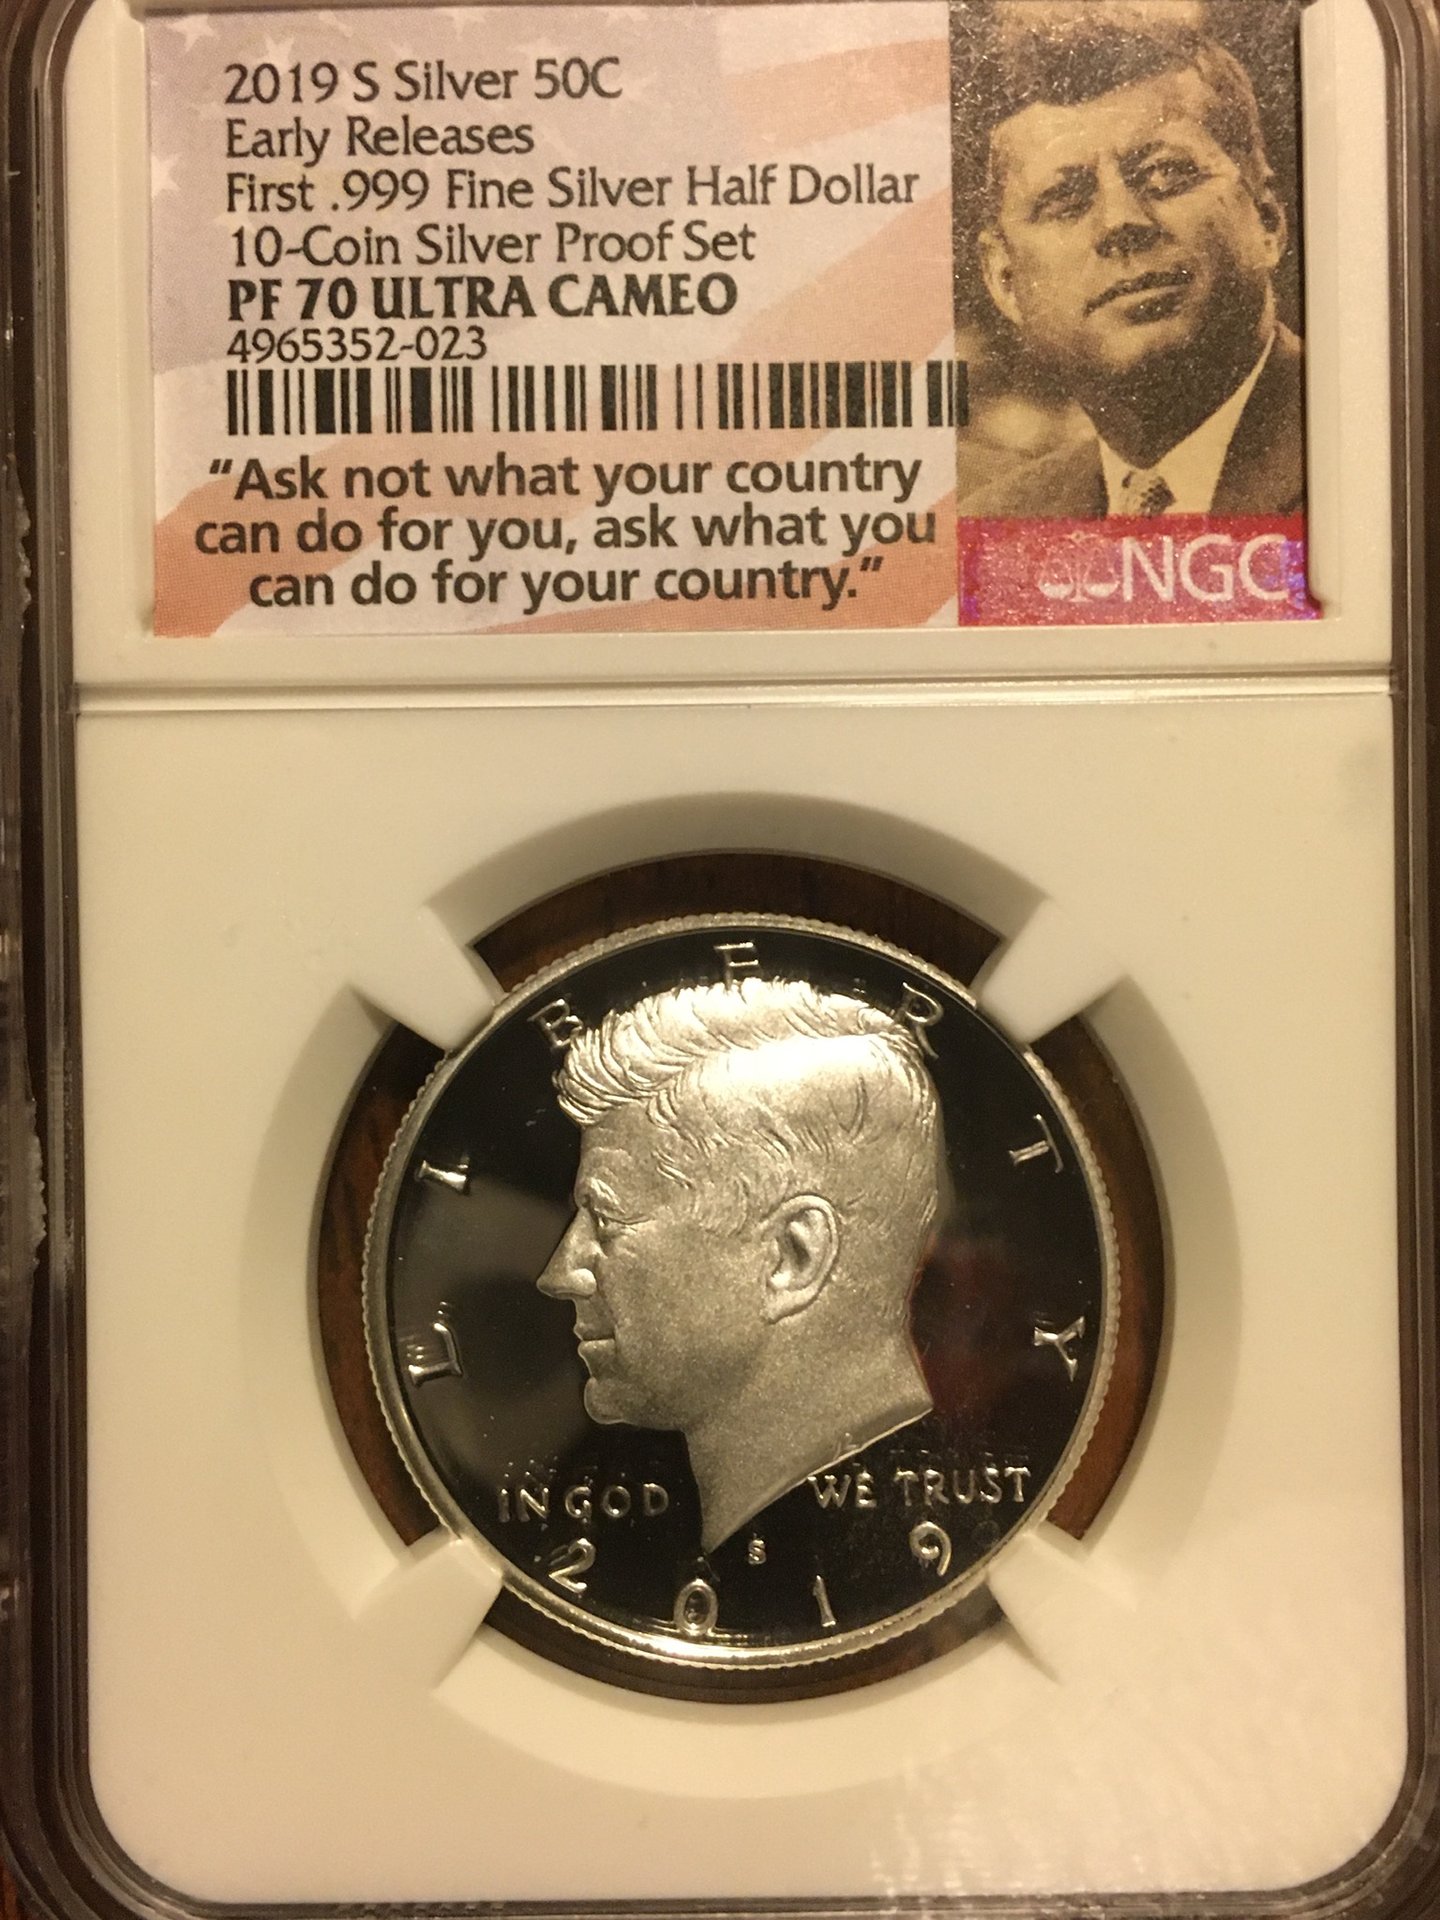 2019 S Silver 50C
Early Releases
First .999 Fine Silver Half Dollar
10-Coin Silver Proof Set
PF 70 ULTRA CAMEO
4965352-023
“Ask not what your country
can do for you, ask what you
can do for your country.”
NGC
LIBERTY
IN GOD WE TRUST
S
2019